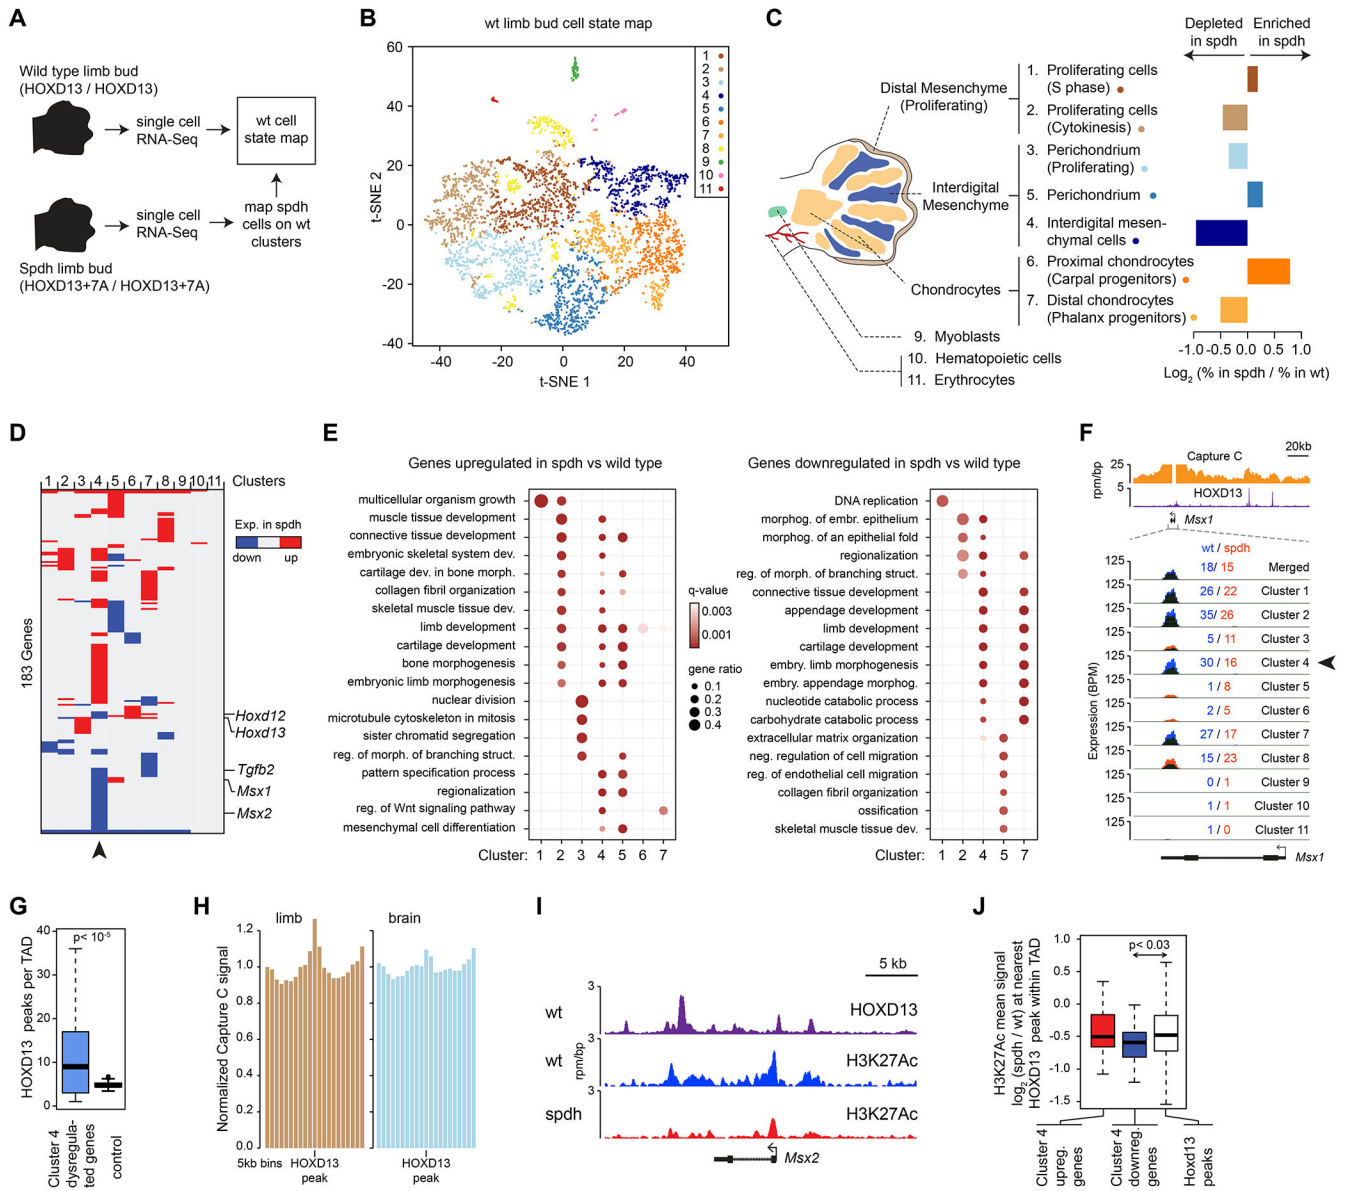 A
Wild type limb bud
(HOXD13 / HOXD13)
single cell
RNA-Seq
wt cell
state map
single cell
RNA-Seq
map spdh
cells on wt
clusters
Spdh limb bud
(HOXD13+7A / HOXD13+7A)
B
wt limb bud cell state map
t-SNE 2
60
40
20
0
-20
-40
-40
-20
0
20
40
t-SNE 1
1
2
3
4
5
6
7
8
9
10
11
C
Depleted
in spdh
Enriched
in spdh
Distal Mesenchyme
(Proliferating)
Interdigital
Mesenchyme
Chondrocytes
1. Proliferating cells
(S phase)
2. Proliferating cells
(Cytokinesis)
3. Perichondrium
(Proliferating)
5. Perichondrium
4. Interdigital mesen-
chymal cells
6. Proximal chondrocytes
(Carpal progenitors)
7. Distal chondrocytes
(Phalanx progenitors)
9. Myoblasts
10. Hematopoietic cells
11. Erythrocytes
-1.0 -0.5 0.0 0.5 1.0
Log2 (% in spdh / % in wt)
D
1 2 3 4 5 6 7 8 9 10 11 Clusters
183 Genes
Exp. in spdh
down up
Hoxd12
Hoxd13
Tgfb2
Msx1
Msx2
E
Genes upregulated in spdh vs wild type
multicellular organism growth
muscle tissue development
connective tissue development
embryonic skeletal system dev.
cartilage dev. in bone morph.
collagen fibril organization
skeletal muscle tissue dev.
limb development
cartilage development
bone morphogenesis
embryonic limb morphogenesis
nuclear division
microtubule cytoskeleton in mitosis
sister chromatid segregation
reg. of morph. of branching struct.
pattern specification process
regionalization
reg. of Wnt signaling pathway
mesenchymal cell differentiation
Cluster: 1 2 3 4 5 6 7
q-value
0.003
0.001
gene ratio
0.1
0.2
0.3
0.4
Genes downregulated in spdh vs wild type
DNA replication
morphog. of embr. epithelium
morphog. of an epithelial fold
regionalization
reg. of morph. of branching struct.
connective tissue development
appendage development
limb development
cartilage development
embry. limb morphogenesis
embry. appendage morphog.
nucleotide catabolic process
carbohydrate catabolic process
extracellular matrix organization
neg. regulation of cell migration
reg. of endothelial cell migration
collagen fibril organization
ossification
skeletal muscle tissue dev.
Cluster: 1 2 4 5 7
F
20kb
Capture C
rpm/bp
25
5
HOXD13
Msx1
wt / spdh
Expression (BPM)
125 18/ 15 Merged
125 26 / 22 Cluster 1
125 35/ 26 Cluster 2
125 5 / 11 Cluster 3
125 30 / 16 Cluster 4
125 1 / 8 Cluster 5
125 2 / 5 Cluster 6
125 27 / 17 Cluster 7
125 15 / 23 Cluster 8
125 0 / 1 Cluster 9
125 1 / 1 Cluster 10
125 1 / 0 Cluster 11
Msx1
G
HOXD13 peaks per TAD
40
30
20
10
0
p< 10-5
Cluster 4
dysregula-
ted genes
control
H
Normalized Capture C signal
limb
brain
1.2
1.0
0.8
0.6
0.4
0.2
0.0
5kb bins
HOXD13
peak
HOXD13
peak
I
5 kb
wt
3
HOXD13
wt
rpm/bp
3
H3K27Ac
spdh
3
H3K27Ac
Msx2
J
H3K27Ac mean signal
log2 (spdh / wt) at nearest
HOXD13 peak within TAD
1.0
0.5
0.0
-0.5
-1.0
-1.5
p< 0.03
Cluster 4
upreg.
genes
Cluster 4
downreg.
genes
Hoxd13
peaks